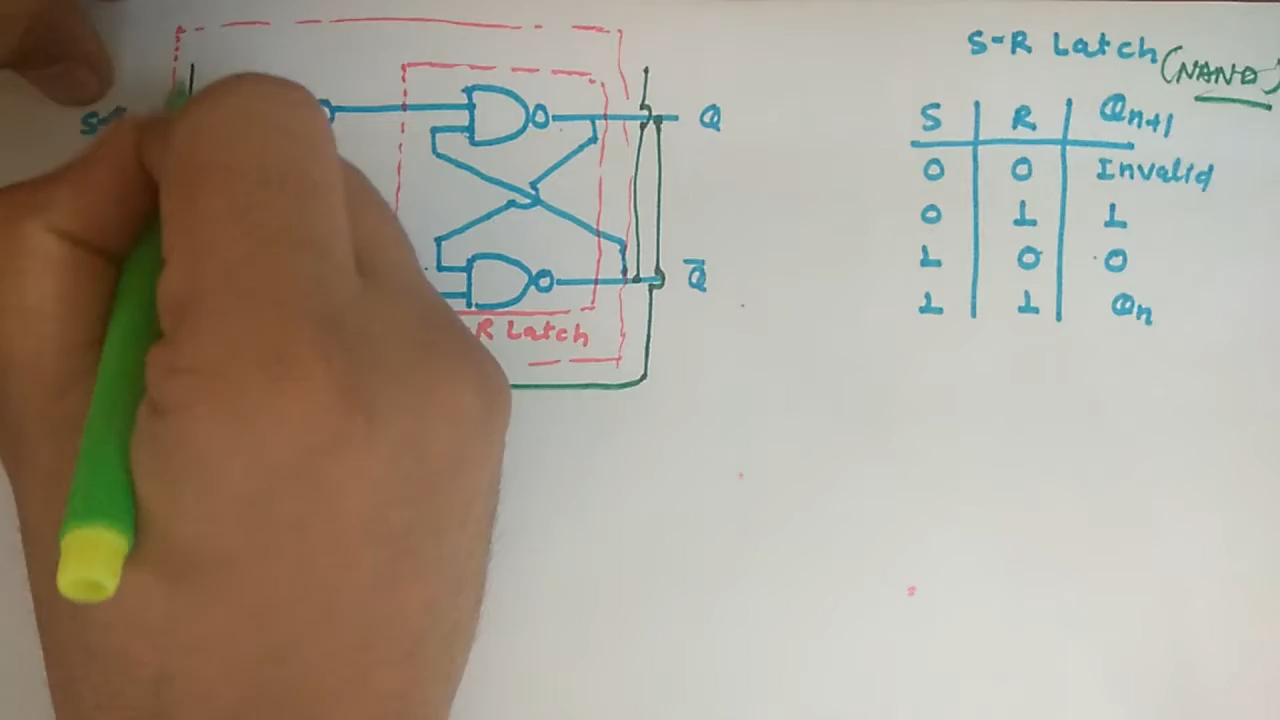 S-R Latch (NAND)
S R Qn+1
0 0 Invalid
0 1 1
1 0 0
1 1 Qn
Q
Q̅
R Latch